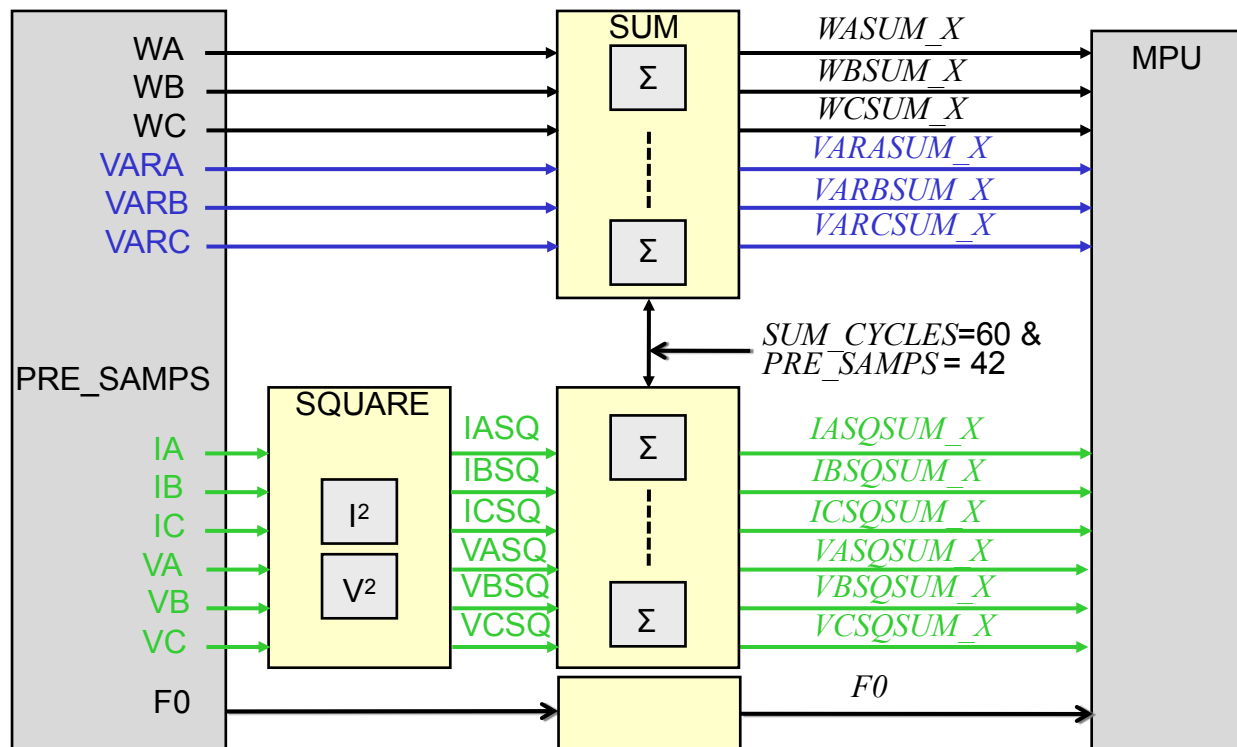 SUM
MPU
WA
WB
WC
VARA
VARB
VARC
Σ
Σ
WASUM_X
WBSUM_X
WCSUM_X
VARASUM_X
VARBSUM_X
VARCSUM_X
SUM_CYCLES=60 &
PRE_SAMPS = 42
PRE_SAMPS
SQUARE
IA
IB
IC
VA
VB
VC
I²
V²
IASQ
IBSQ
ICSQ
VASQ
VBSQ
VCSQ
Σ
Σ
IASQSUM_X
IBSQSUM_X
ICSQSUM_X
VASQSUM_X
VBSQSUM_X
VCSQSUM_X
F0
F0